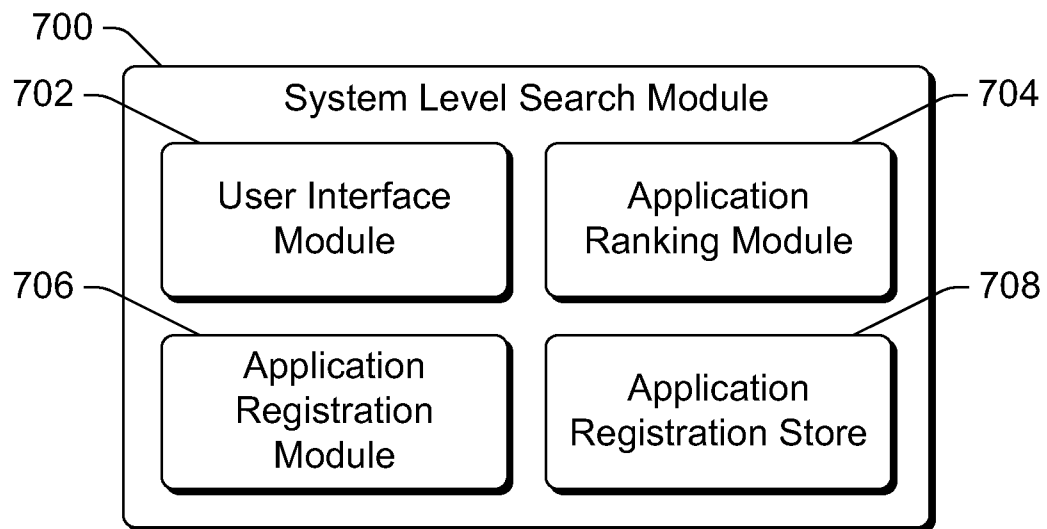 700
702
System Level Search Module
704
User Interface
Module
Application
Ranking Module
706
708
Application
Registration
Module
Application
Registration Store